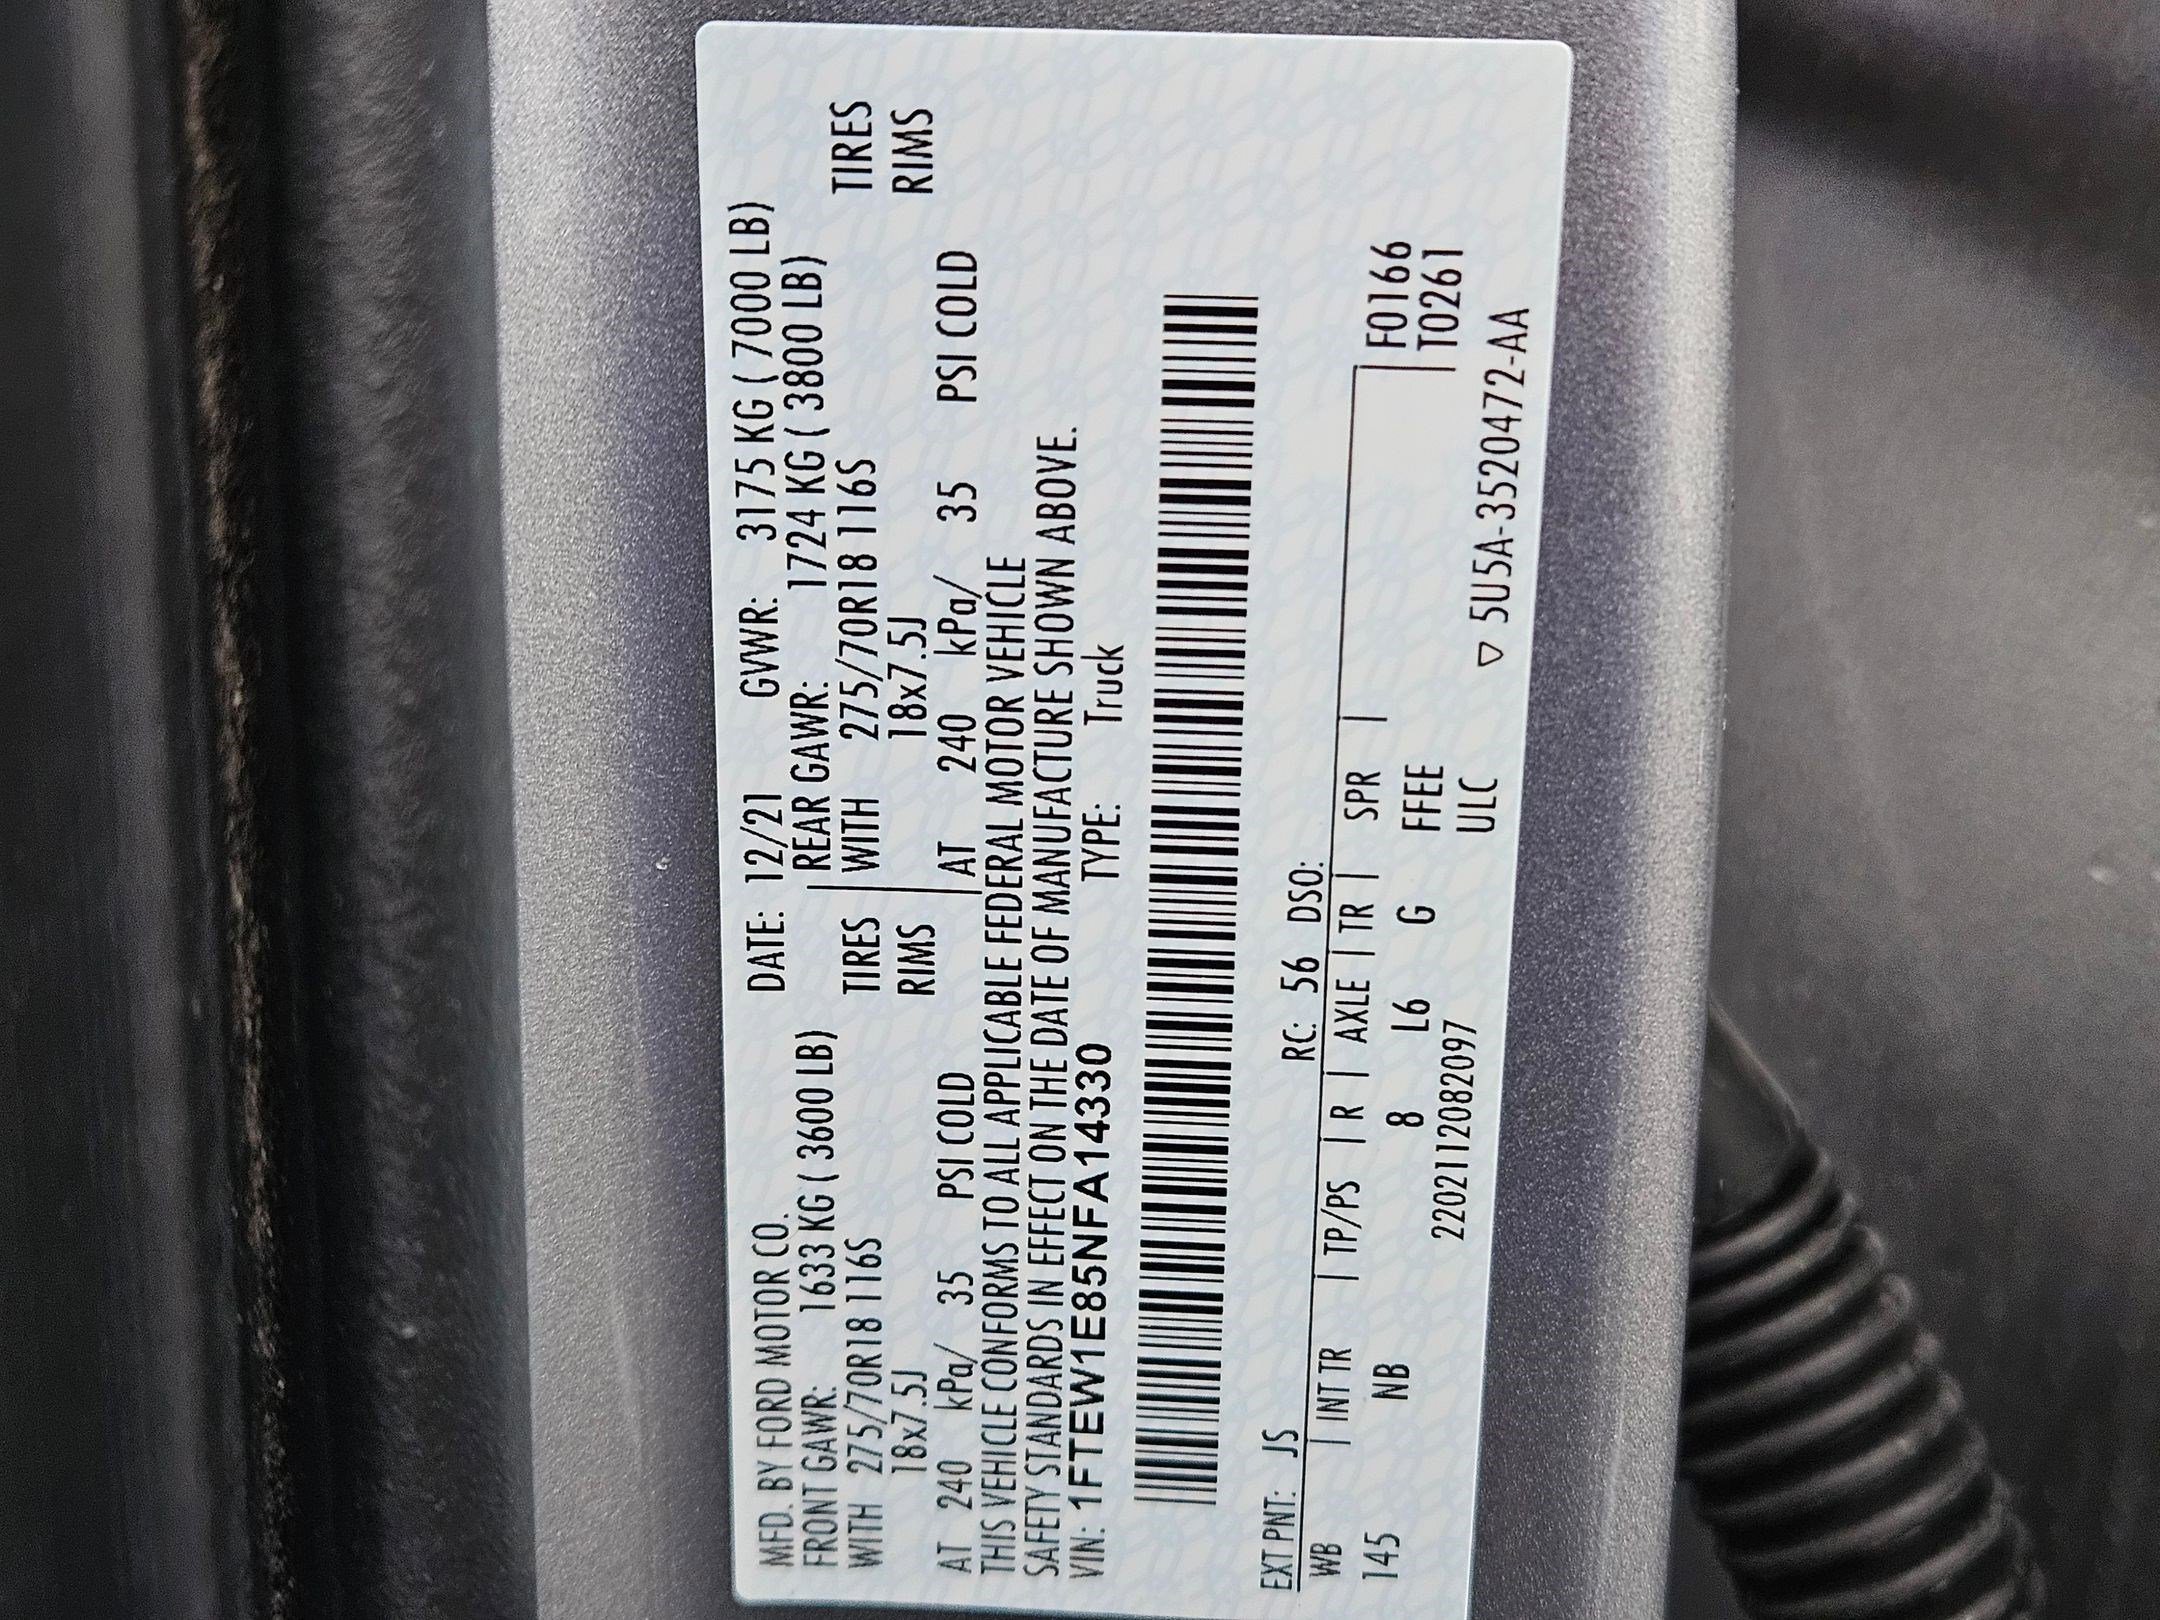 MFD. BY FORD MOTOR CO. DATE: 12/21 GVWR: 3175 KG ( 7000 LB)
FRONT GAWR: 1633 KG ( 3600 LB) REAR GAWR: 1724 KG ( 3800 LB)
WITH 275/70R18 116S TIRES WITH 275/70R18 116S TIRES
18x7.5J RIMS 18x7.5J RIMS
AT 240 kPa/ 35 PSI COLD AT 240 kPa/ 35 PSI COLD
THIS VEHICLE CONFORMS TO ALL APPLICABLE FEDERAL MOTOR VEHICLE
SAFETY STANDARDS IN EFFECT ON THE DATE OF MANUFACTURE SHOWN ABOVE.
VIN: 1FTEW1E85NFA14330 TYPE: Truck
EXT PNT: JS RC: 56 DSO:
WB | INT TR | TP/PS | R | AXLE | TR | SPR | F0166
145 NB 8 L6 G FFEE T0261
2202112082097 ULC
▽ 5U5A-3520472-AA